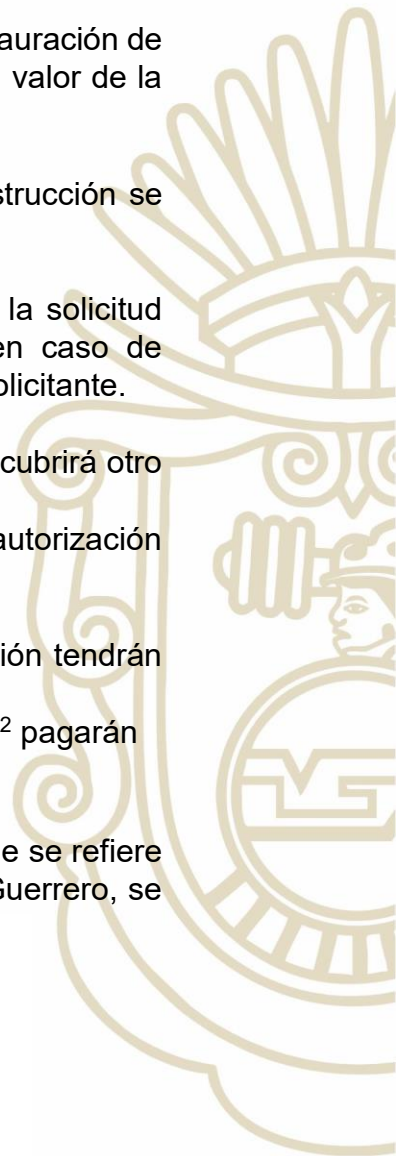 auración de
valor de la
strucción se
la solicitud
en caso de
olicitante.
cubrirá otro
autorización
ión tendrán
² pagarán
e se refiere
Guerrero, se